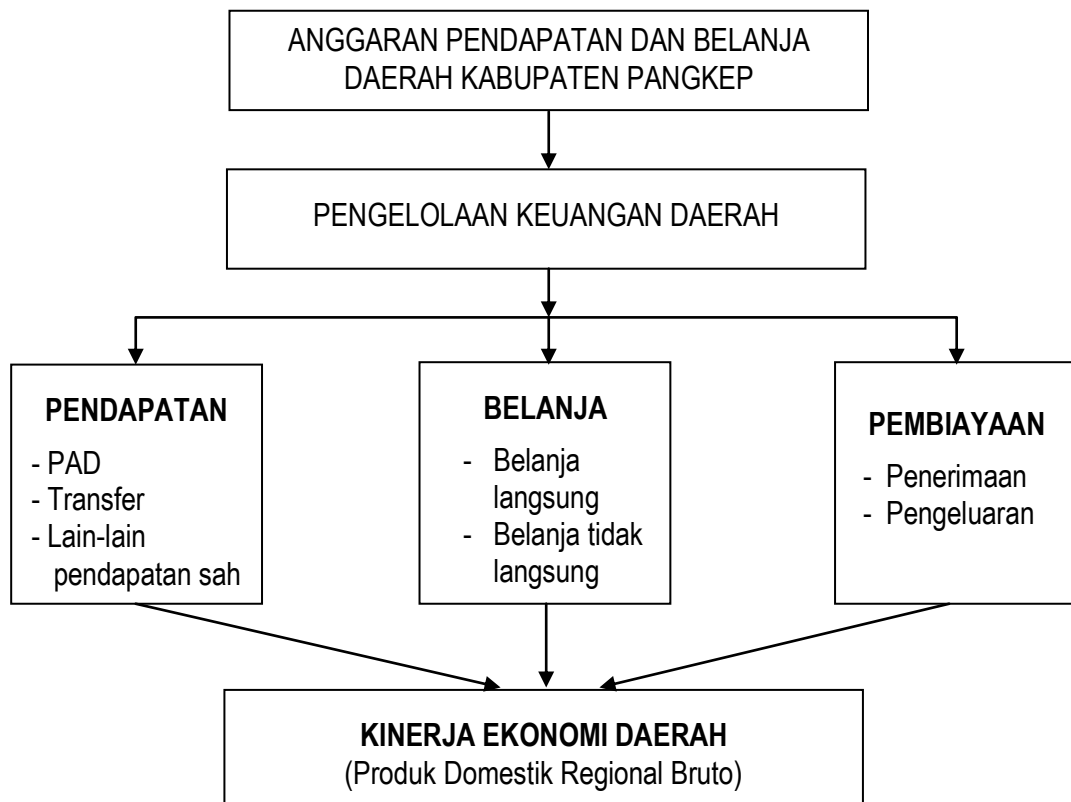 ANGGARAN PENDAPATAN DAN BELANJA
DAERAH KABUPATEN PANGKEP
PENGELOLAAN KEUANGAN DAERAH
PENDAPATAN
- PAD
- Transfer
- Lain-lain
pendapatan sah
BELANJA
- Belanja
langsung
- Belanja tidak
langsung
PEMBIAYAAN
- Penerimaan
- Pengeluaran
KINERJA EKONOMI DAERAH
(Produk Domestik Regional Bruto)